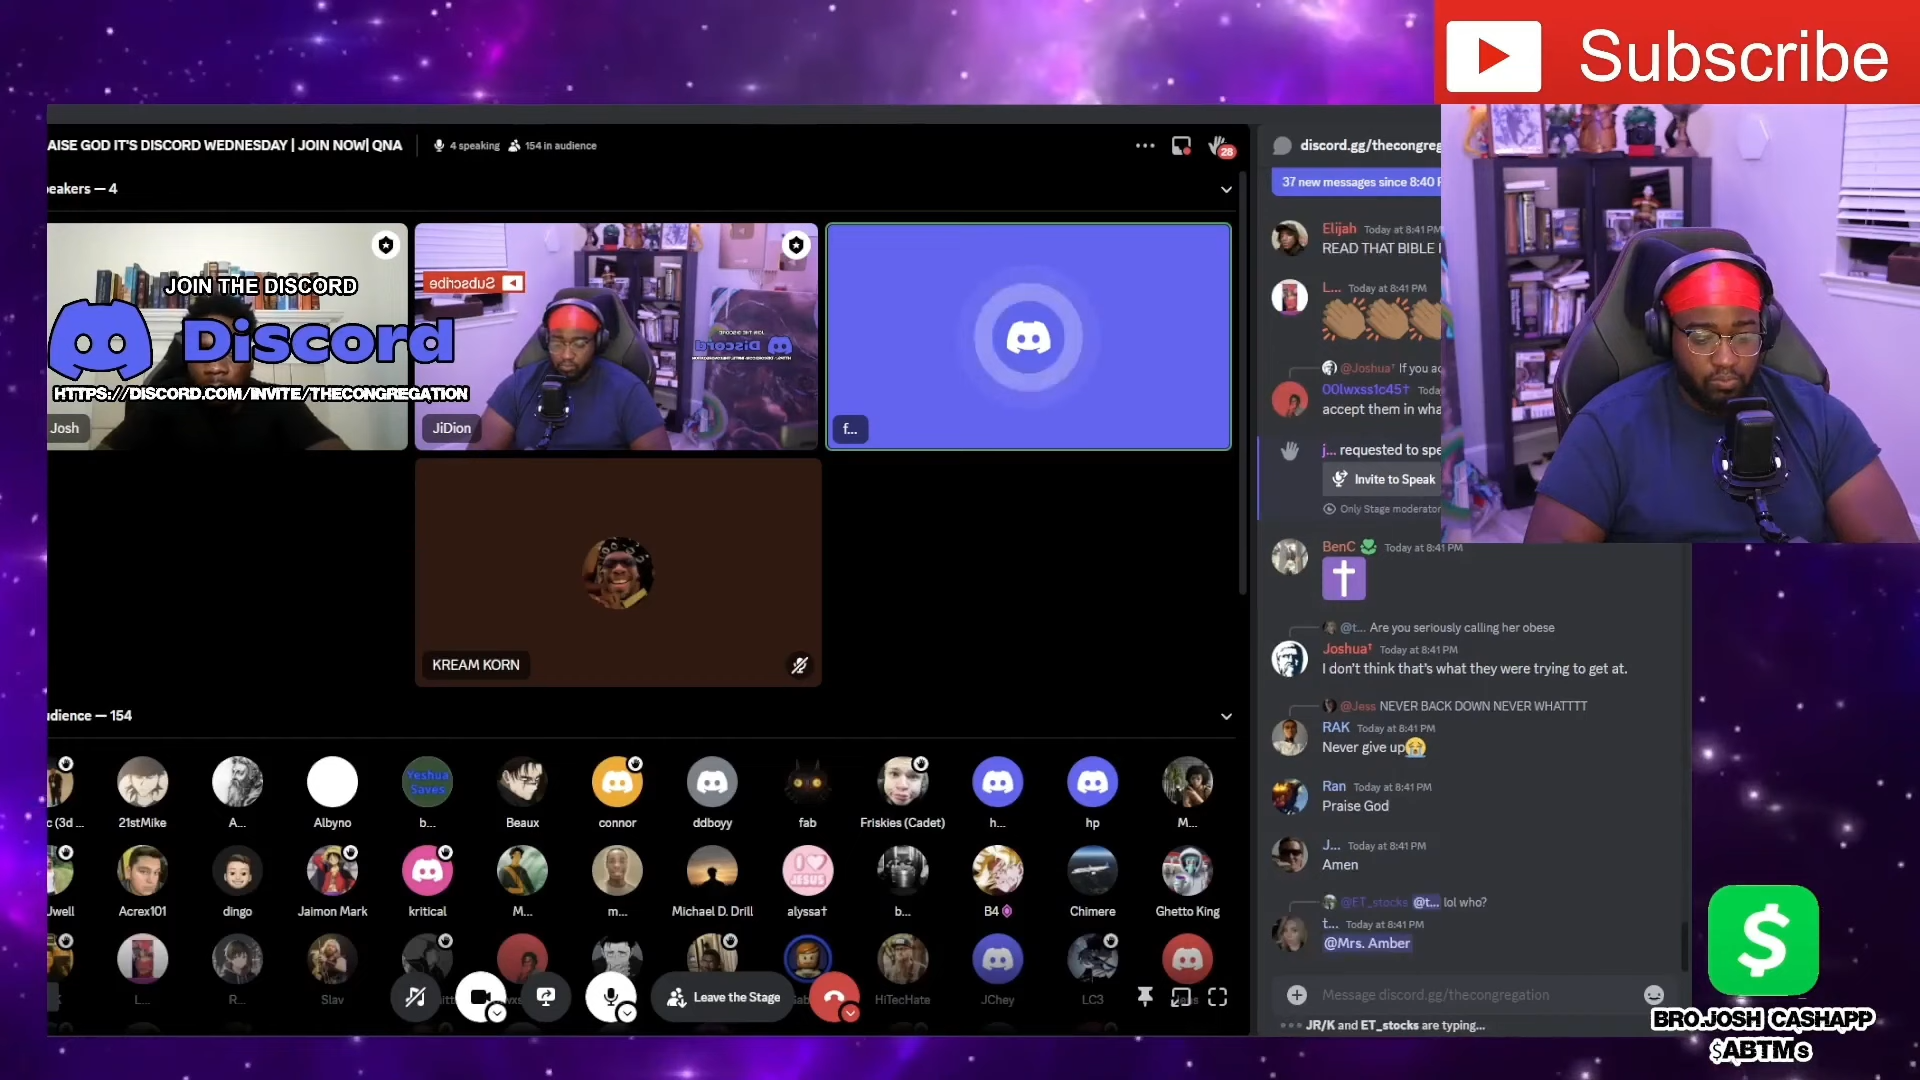 Subscribe
AISE GOD IT'S DISCORD WEDNESDAY | JOIN NOW| QNA
4 speaking
154 in audience
28
eakers — 4
Subscribe
JOIN THE DISCORD
Discord
HTTPS://DISCORD.COM/INVITE/THECONGREGATION
Josh
JiDion
f...
KREAM KORN
dience — 154
c (3d ...
21stMike
A...
Albyno
Yeshua
Saves
b...
Beaux
connor
ddboyy
fab
Friskies (Cadet)
h...
hp
M...
Jwell
Acrex101
dingo
Jaimon Mark
kritical
M...
m...
Michael D. Drill
I ♡
JESUS
alyssa†
b...
B4
Chimere
Ghetto King
L...
R...
Slav
HiTecHate
JChey
LC3
Leave the Stage
discord.gg/thecongreg
37 new messages since 8:40 P
Elijah Today at 8:41 PM
READ THAT BIBLE
L... Today at 8:41 PM
@Joshua† If you ac
00lwxss1c45† Toda
accept them in wha
j... requested to spe
Invite to Speak
Only Stage moderator
BenC Today at 8:41 PM
@t... Are you seriously calling her obese
Joshua† Today at 8:41 PM
I don't think that's what they were trying to get at.
@Jess NEVER BACK DOWN NEVER WHATTTT
RAK Today at 8:41 PM
Never give up😭
Ran Today at 8:41 PM
Praise God
J... Today at 8:41 PM
Amen
@ET_stocks @t... lol who?
t... Today at 8:41 PM
@Mrs. Amber
Message discord.gg/thecongregation
JR/K and ET_stocks are typing...
$
BRO.JOSH CASHAPP
$ABTMs